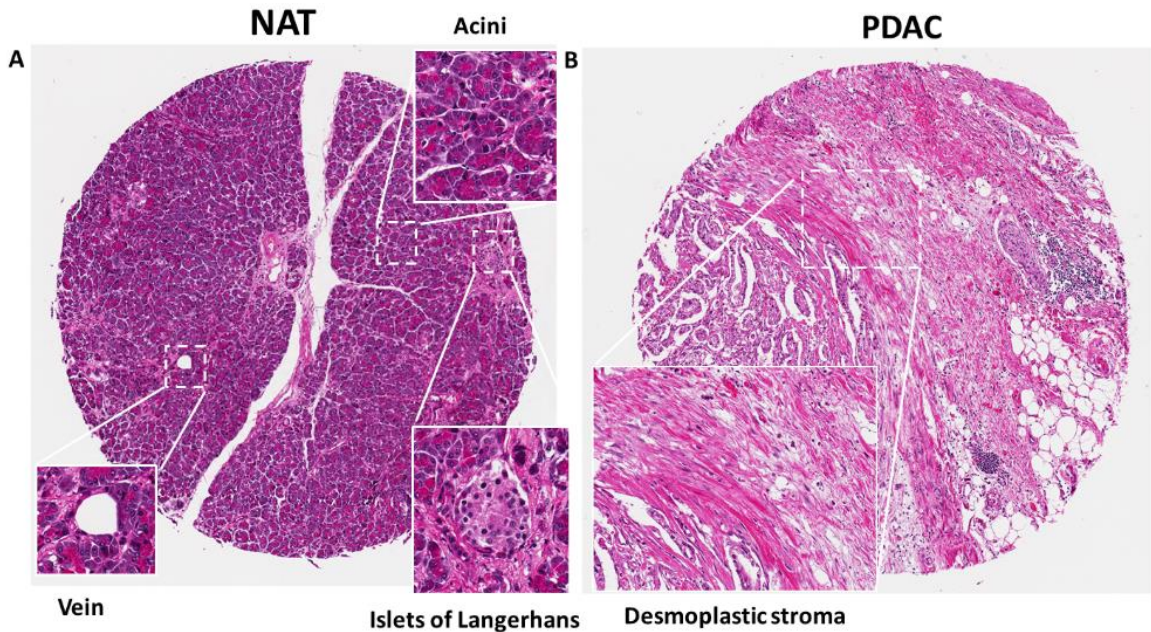 NAT
Acini
PDAC
A
B
Vein
Islets of Langerhans
Desmoplastic stroma